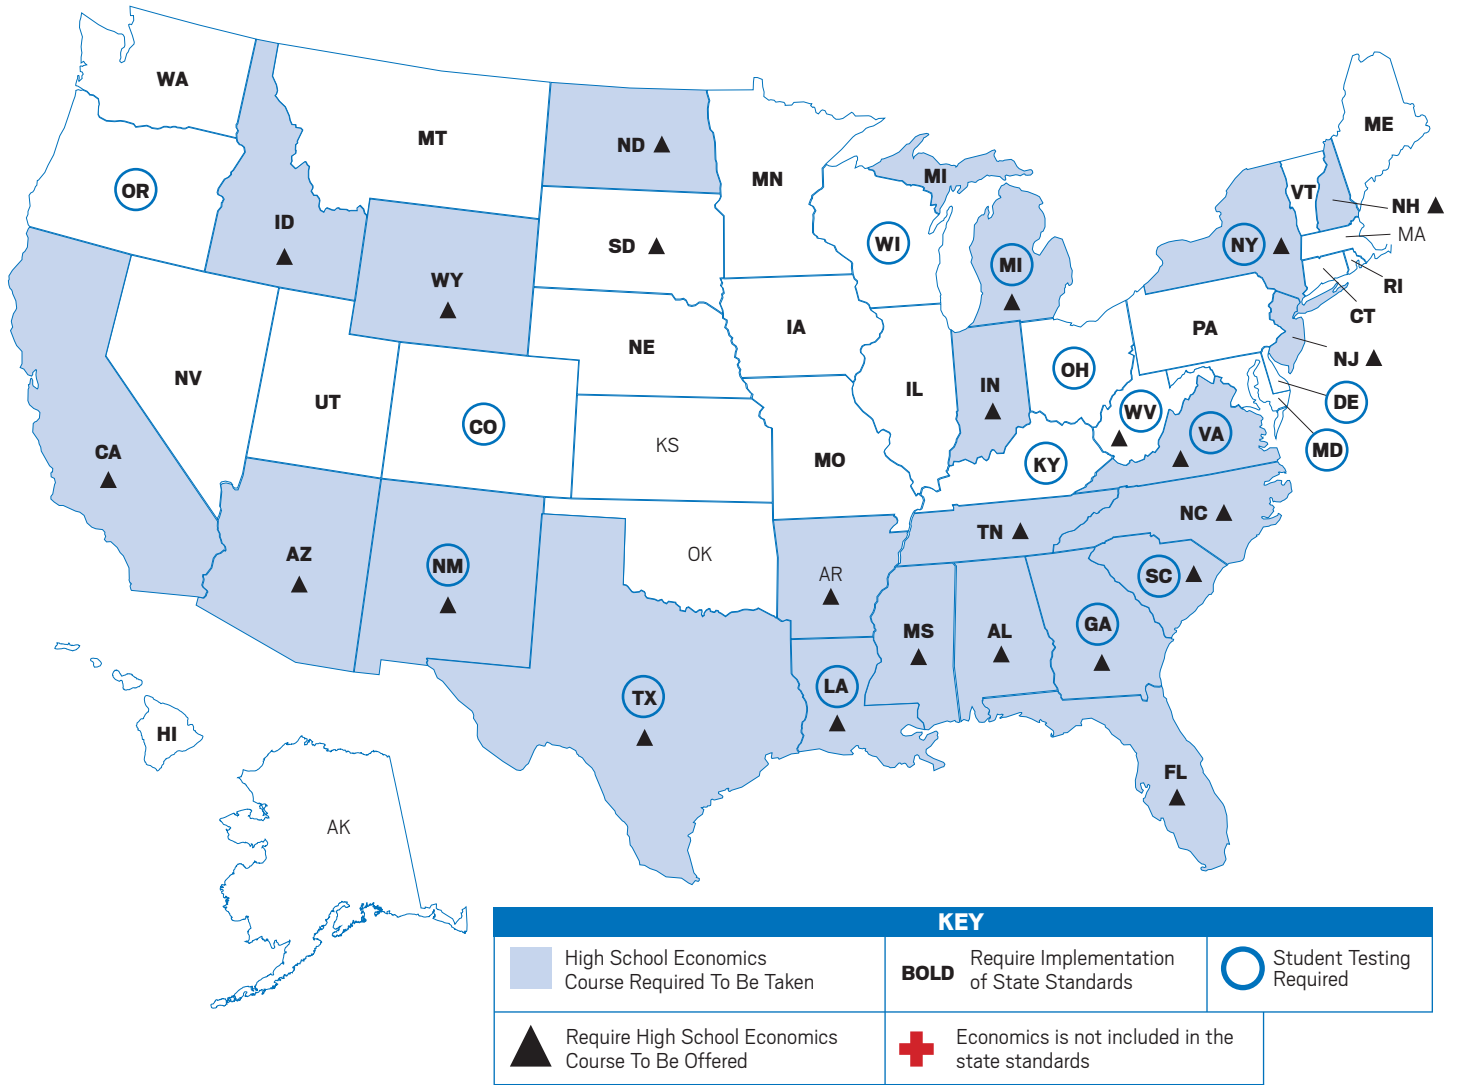 WA
MT
ND
MN
ME
OR
ID
SD
WI
MI
MI
NY
VT
NH
MA
RI
CT
WY
NE
IA
PA
NJ
NV
UT
CO
KS
MO
IL
IN
OH
WV
KY
VA
DE
MD
CA
AZ
NM
OK
AR
TN
NC
SC
MS
AL
GA
TX
LA
FL
HI
AK
KEY
High School Economics
Course Required To Be Taken
BOLD
Require Implementation
of State Standards
Student Testing
Required
Require High School Economics
Course To Be Offered
Economics is not included in the
state standards